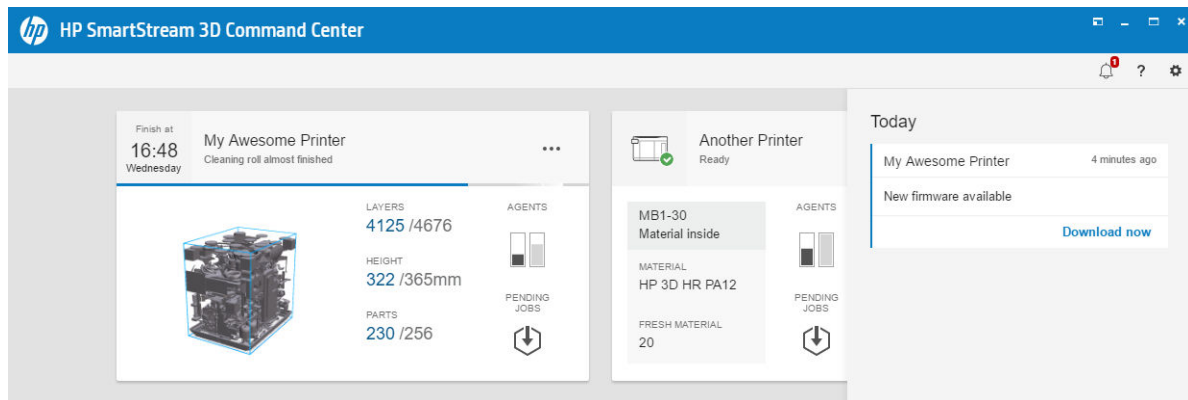 hp HP SmartStream 3D Command Center
1 ?
Finish at
16:48
Wednesday
My Awesome Printer
Cleaning roll almost finished
LAYERS
4125 /4676
HEIGHT
322 /365mm
PARTS
230 /256
AGENTS
PENDING
JOBS
Another Printer
Ready
MB1-30
Material inside
MATERIAL
HP 3D HR PA12
FRESH MATERIAL
20
AGENTS
PENDING
JOBS
Today
My Awesome Printer 4 minutes ago
New firmware available
Download now